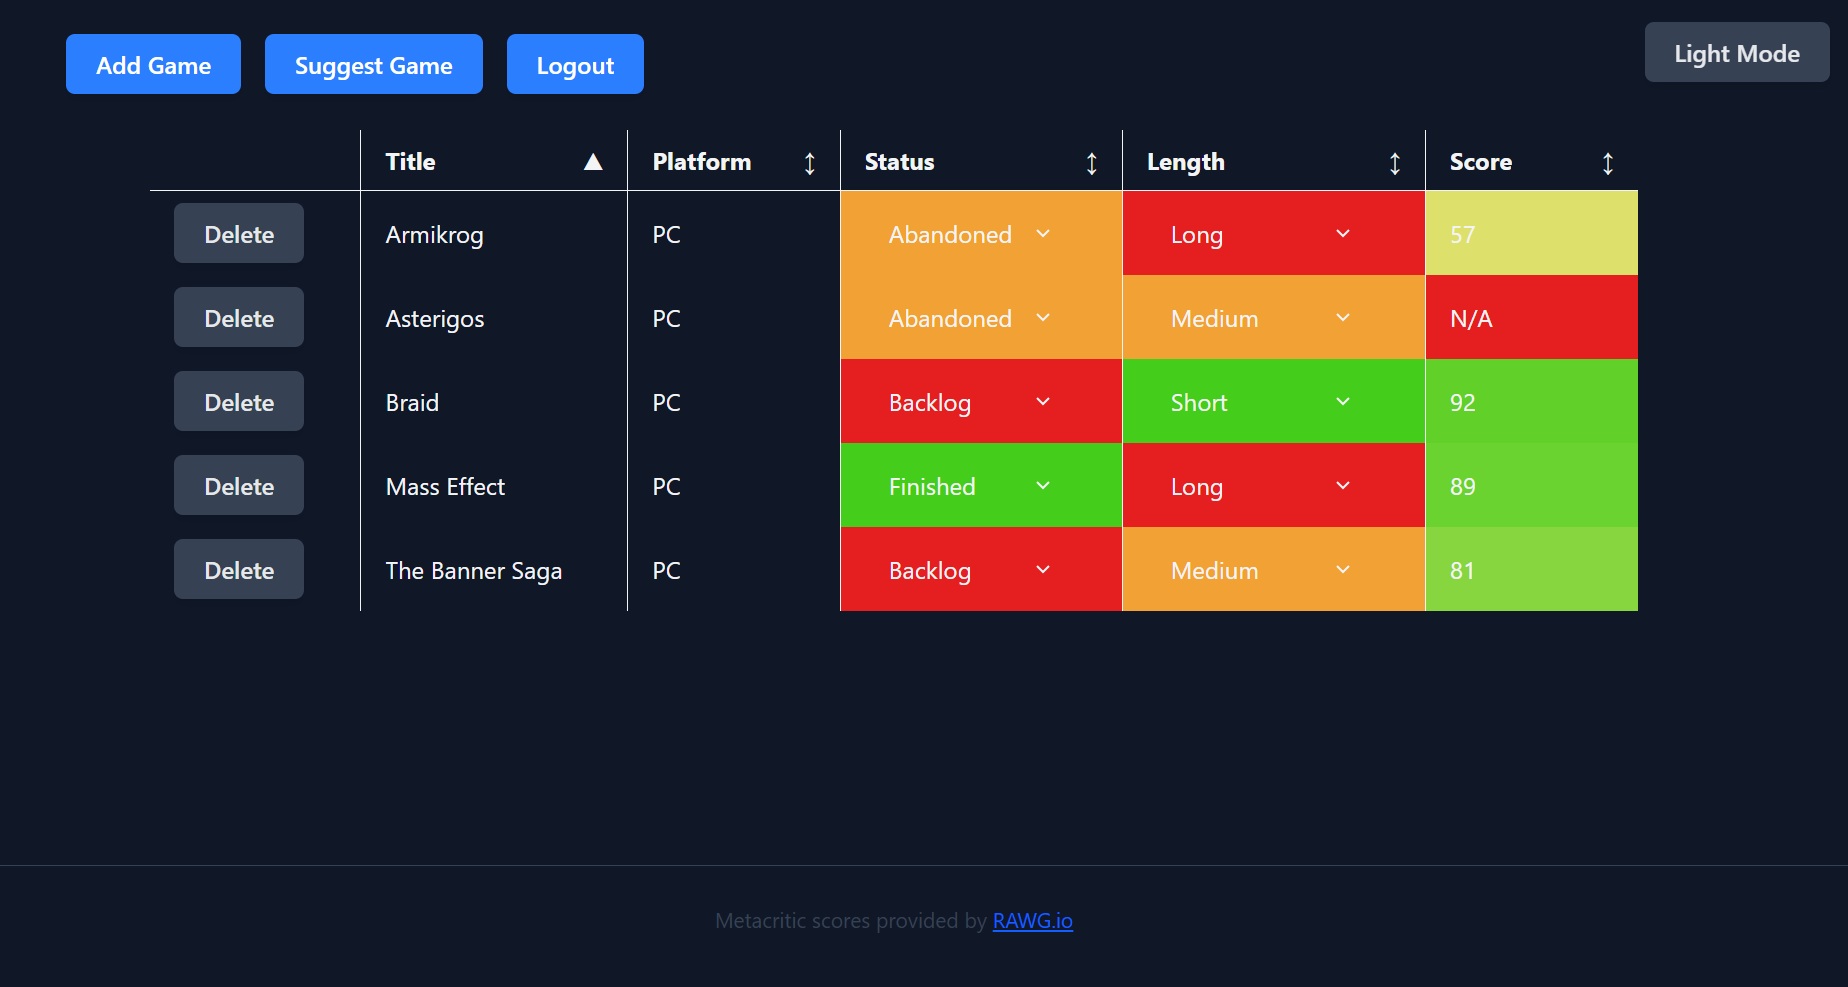 Add Game Suggest Game Logout Light Mode
Title ▲ Platform ↕ Status ↕ Length ↕ Score ↕
Delete Armikrog PC Abandoned Long 57
Delete Asterigos PC Abandoned Medium N/A
Delete Braid PC Backlog Short 92
Delete Mass Effect PC Finished Long 89
Delete The Banner Saga PC Backlog Medium 81
Metacritic scores provided by RAWG.io